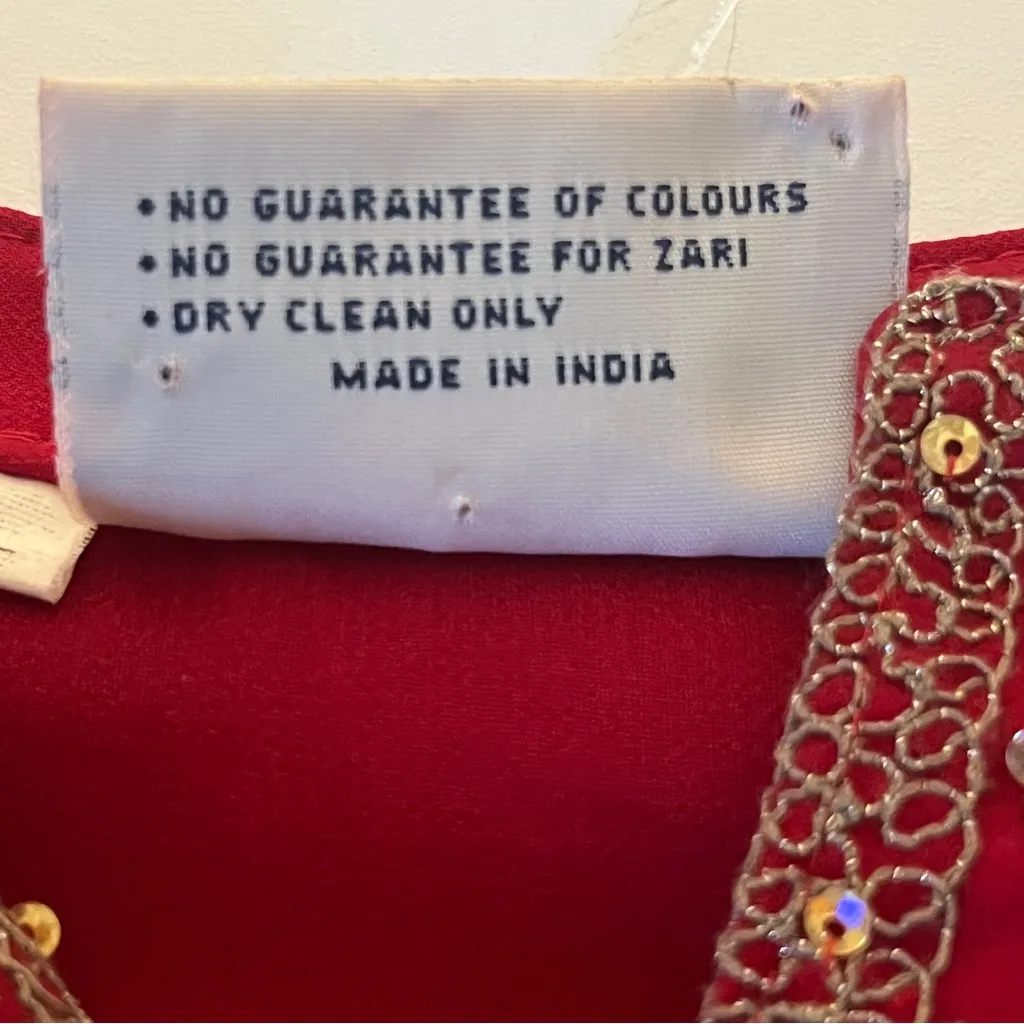 •NO GUARANTEE OF COLOURS
•NO GUARANTEE FOR ZARI
•DRY CLEAN ONLY
MADE IN INDIA